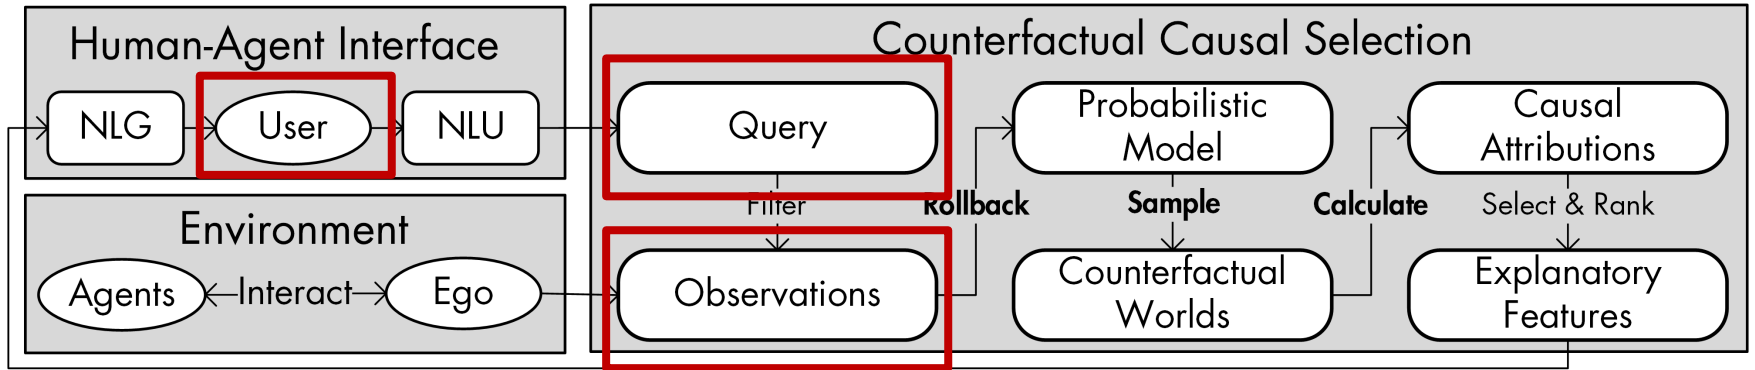 Human-Agent Interface
NLG
User
NLU
Environment
Agents
Interact
Ego
Counterfactual Causal Selection
Query
Filter
Observations
Rollback
Probabilistic
Model
Sample
Counterfactual
Worlds
Calculate
Causal
Attributions
Select & Rank
Explanatory
Features